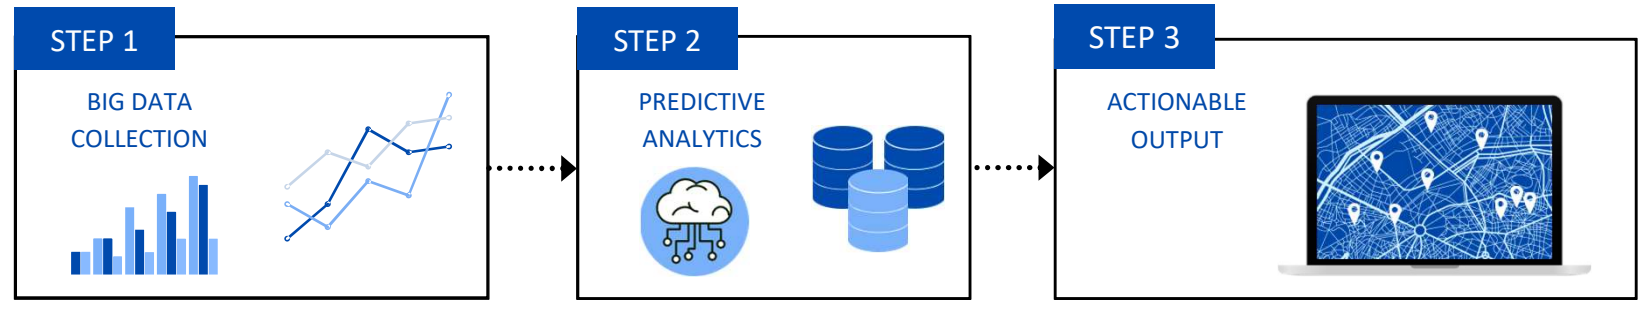 STEP 1
BIG DATA
COLLECTION
STEP 2
PREDICTIVE
ANALYTICS
STEP 3
ACTIONABLE
OUTPUT